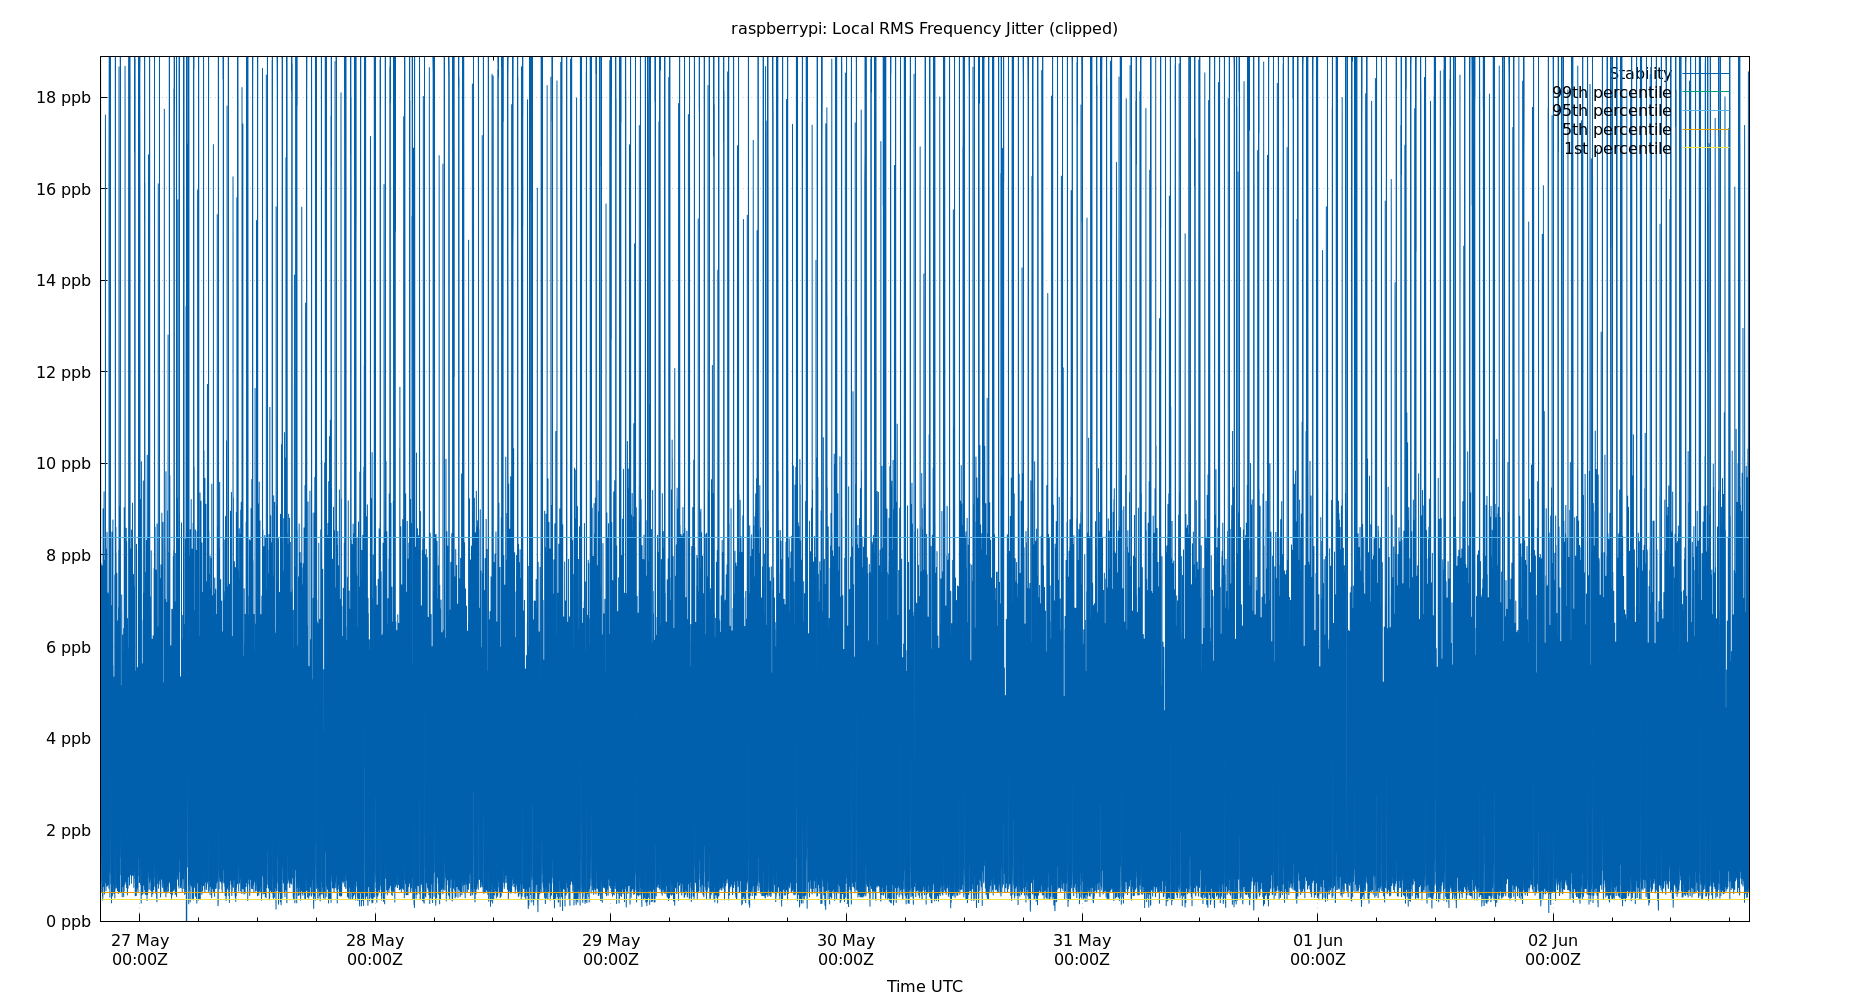 raspberrypi: Local RMS Frequency Jitter (clipped)
Stability
99th percentile
95th percentile
5th percentile
1st percentile
18 ppb
16 ppb
14 ppb
12 ppb
10 ppb
8 ppb
6 ppb
4 ppb
2 ppb
0 ppb
27 May 28 May 29 May 30 May 31 May 01 Jun 02 Jun
00:00Z 00:00Z 00:00Z 00:00Z 00:00Z 00:00Z 00:00Z
Time UTC